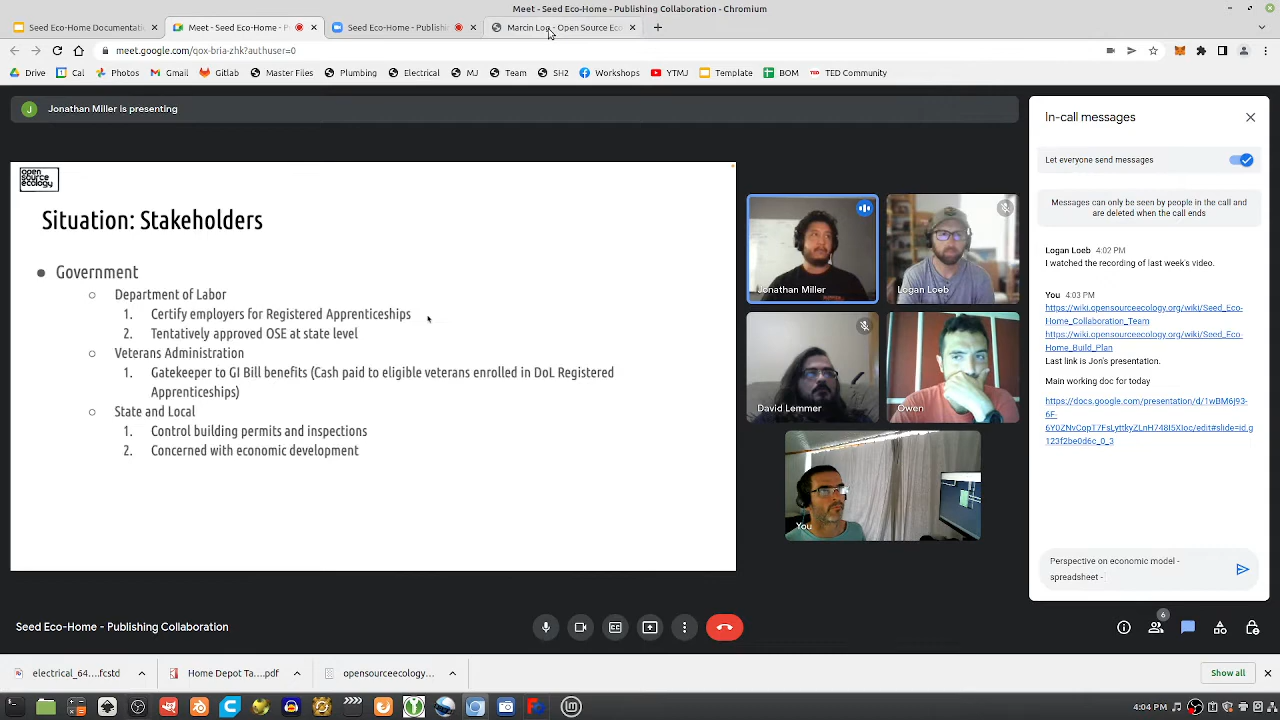 Meet - Seed Eco-Home - Publishing Collaboration - Chromium
Seed Eco-Home Documentatio
Meet - Seed Eco-Home - P
Seed Eco-Home - Publishin
Marcin Log - Open Source Eco
meet.google.com/qox-bria-zhk?authuser=0
Drive
Cal
Photos
Gmail
Gitlab
Master Files
Plumbing
Electrical
MJ
Team
SH2
Workshops
YTMJ
Template
BOM
TED Community
J
Jonathan Miller is presenting
open
source
ecology
Situation: Stakeholders
Government
Department of Labor
1. Certify employers for Registered Apprenticeships
2. Tentatively approved OSE at state level
Veterans Administration
1. Gatekeeper to GI Bill benefits (Cash paid to eligible veterans enrolled in DoL Registered
Apprenticeships)
State and Local
1. Control building permits and inspections
2. Concerned with economic development
Jonathan Miller
Logan Loeb
David Lemmer
Owen
You
In-call messages
Let everyone send messages
Messages can only be seen by people in the call and
are deleted when the call ends
Logan Loeb 4:02 PM
I watched the recording of last week's video.
You 4:03 PM
https://wiki.opensourceecology.org/wiki/Seed_Eco-
Home_Collaboration_Team
https://wiki.opensourceecology.org/wiki/Seed_Eco-
Home_Build_Plan
Last link is Jon's presentation.
Main working doc for today
https://docs.google.com/presentation/d/1wBM6j93-
6F-
Perspective on economic model -
spreadsheet -
Seed Eco-Home - Publishing Collaboration
6
electrical_64....fcstd
Home Depot Ta....pdf
opensourceecology....
Show all
4:04 PM